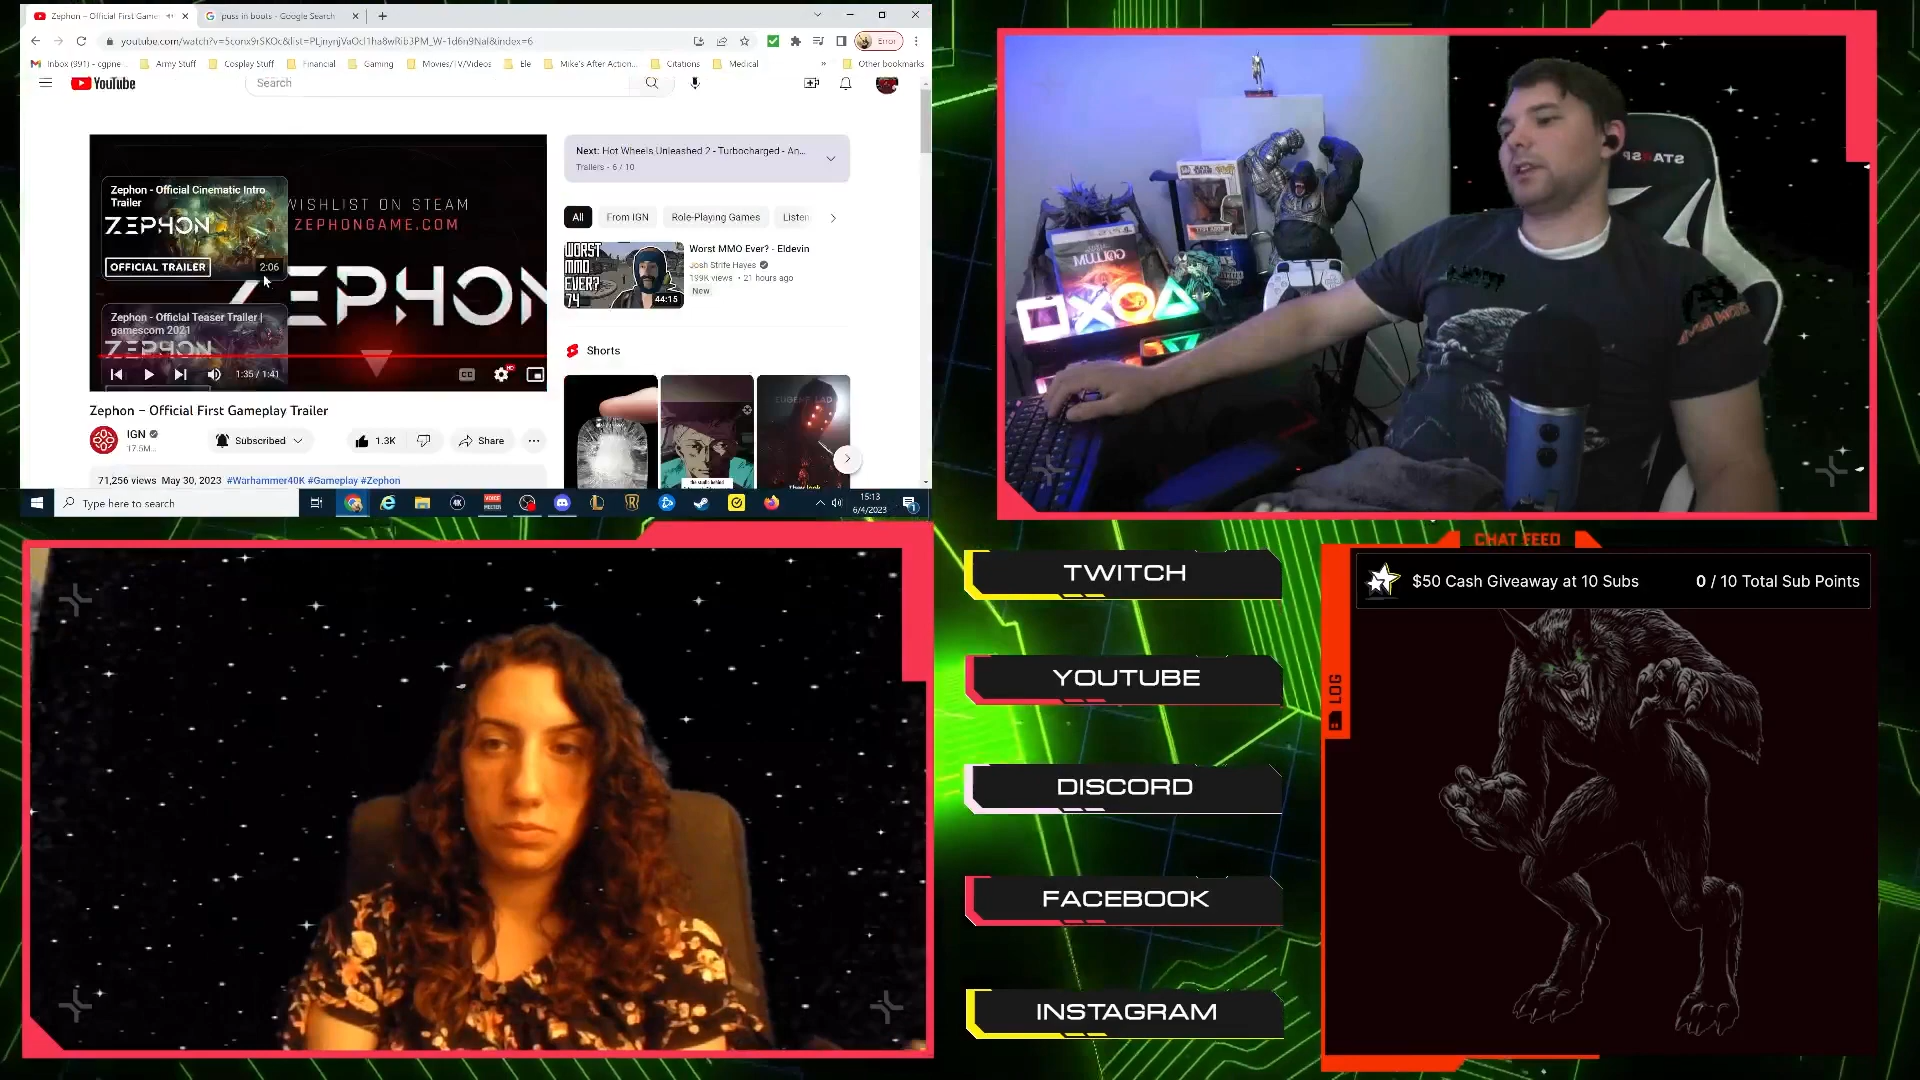 Zephon – Official First Game
puss in boots - Google Search
youtube.com/watch?v=5conx9rSKOc&list=PLjnynjVaOcl1ha8wRib3PM_W-1d6n9Naf&index=6
Error
Inbox (991) - cgpne...
Army Stuff
Cosplay Stuff
Financial
Gaming
Movies/TV/Videos
Ele
Mike's After Action...
Citations
Medical
Other bookmarks
YouTube
Search
Zephon - Official Cinematic Intro
Trailer
ZEPHON
OFFICIAL TRAILER
2:06
WISHLIST ON STEAM
ZEPHONGAME.COM
ZEPHON
Zephon - Official Teaser Trailer |
gamescom 2021
ZEPHON
1:35 / 1:41
CC
HD
Next: Hot Wheels Unleashed 2 - Turbocharged - An...
Trailers - 6 / 10
All
From IGN
Role-Playing Games
Listen
WORST
MMO
EVER?
74
44:15
Worst MMO Ever? - Eldevin
Josh Strife Hayes
199K views • 21 hours ago
New
Shorts
Zephon – Official First Gameplay Trailer
IGN
17.5M...
Subscribed
1.3K
Share
71,256 views May 30, 2023 #Warhammer40K #Gameplay #Zephon
Type here to search
15:13
6/4/2023
GOLLUM
TWITCH
YOUTUBE
DISCORD
FACEBOOK
INSTAGRAM
CHAT FEED
LOG
$50 Cash Giveaway at 10 Subs
0 / 10 Total Sub Points